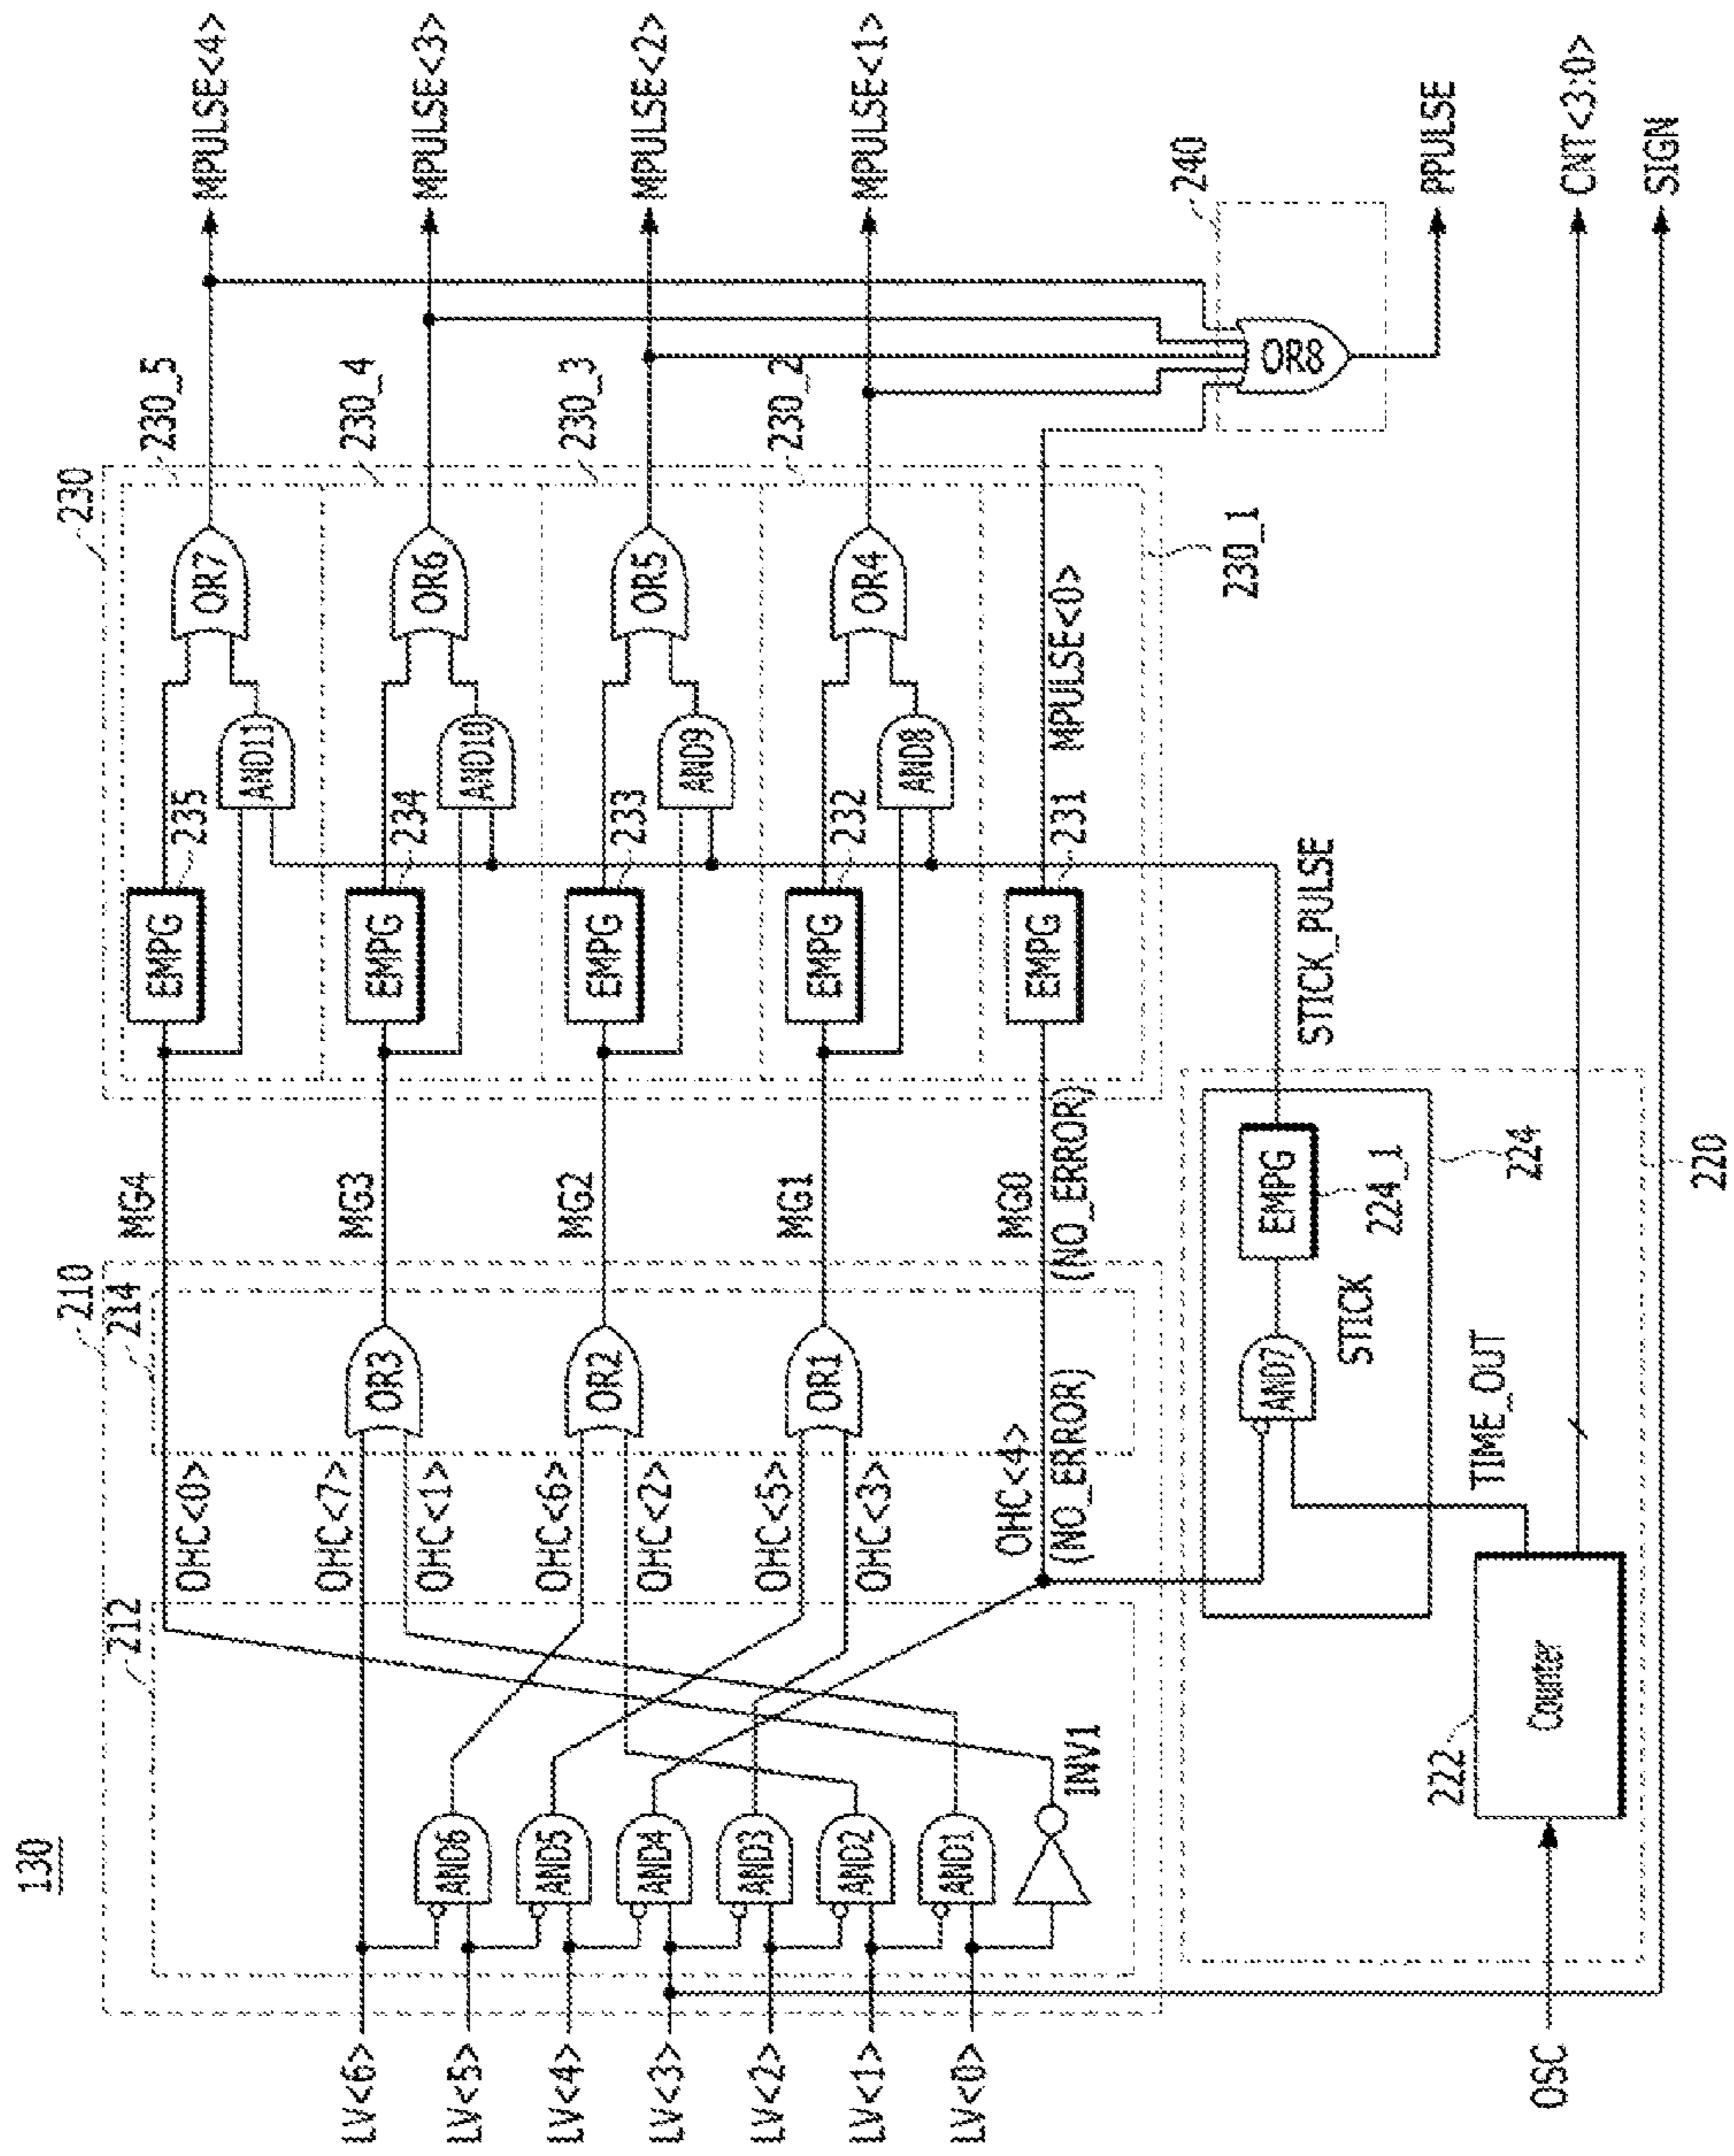 130
210
212
214
LV<6>
LV<5>
LV<4>
LV<3>
LV<2>
LV<1>
LV<0>
AND6
AND5
AND4
AND3
AND2
AND1
INV1
OHC<0>
OHC<7>
OHC<1>
OHC<6>
OHC<2>
OHC<5>
OHC<3>
OHC<4>
(NO_ERROR)
OR3
OR2
OR1
MG4
MG3
MG2
MG1
MG0
(NO_ERROR)
230
EMPG
235
AND11
OR7
230_5
EMPG
234
AND10
OR6
230_4
EMPG
233
AND9
OR5
230_3
EMPG
232
AND8
OR4
230_2
EMPG
231
MPULSE<0>
230_1
MPULSE<4>
MPULSE<3>
MPULSE<2>
MPULSE<1>
240
OR8
PPULSE
CNT<3:0>
SIGN
OSC
222
Counter
TIME_OUT
AND7
STICK
EMPG
224_1
224
220
STICK_PULSE